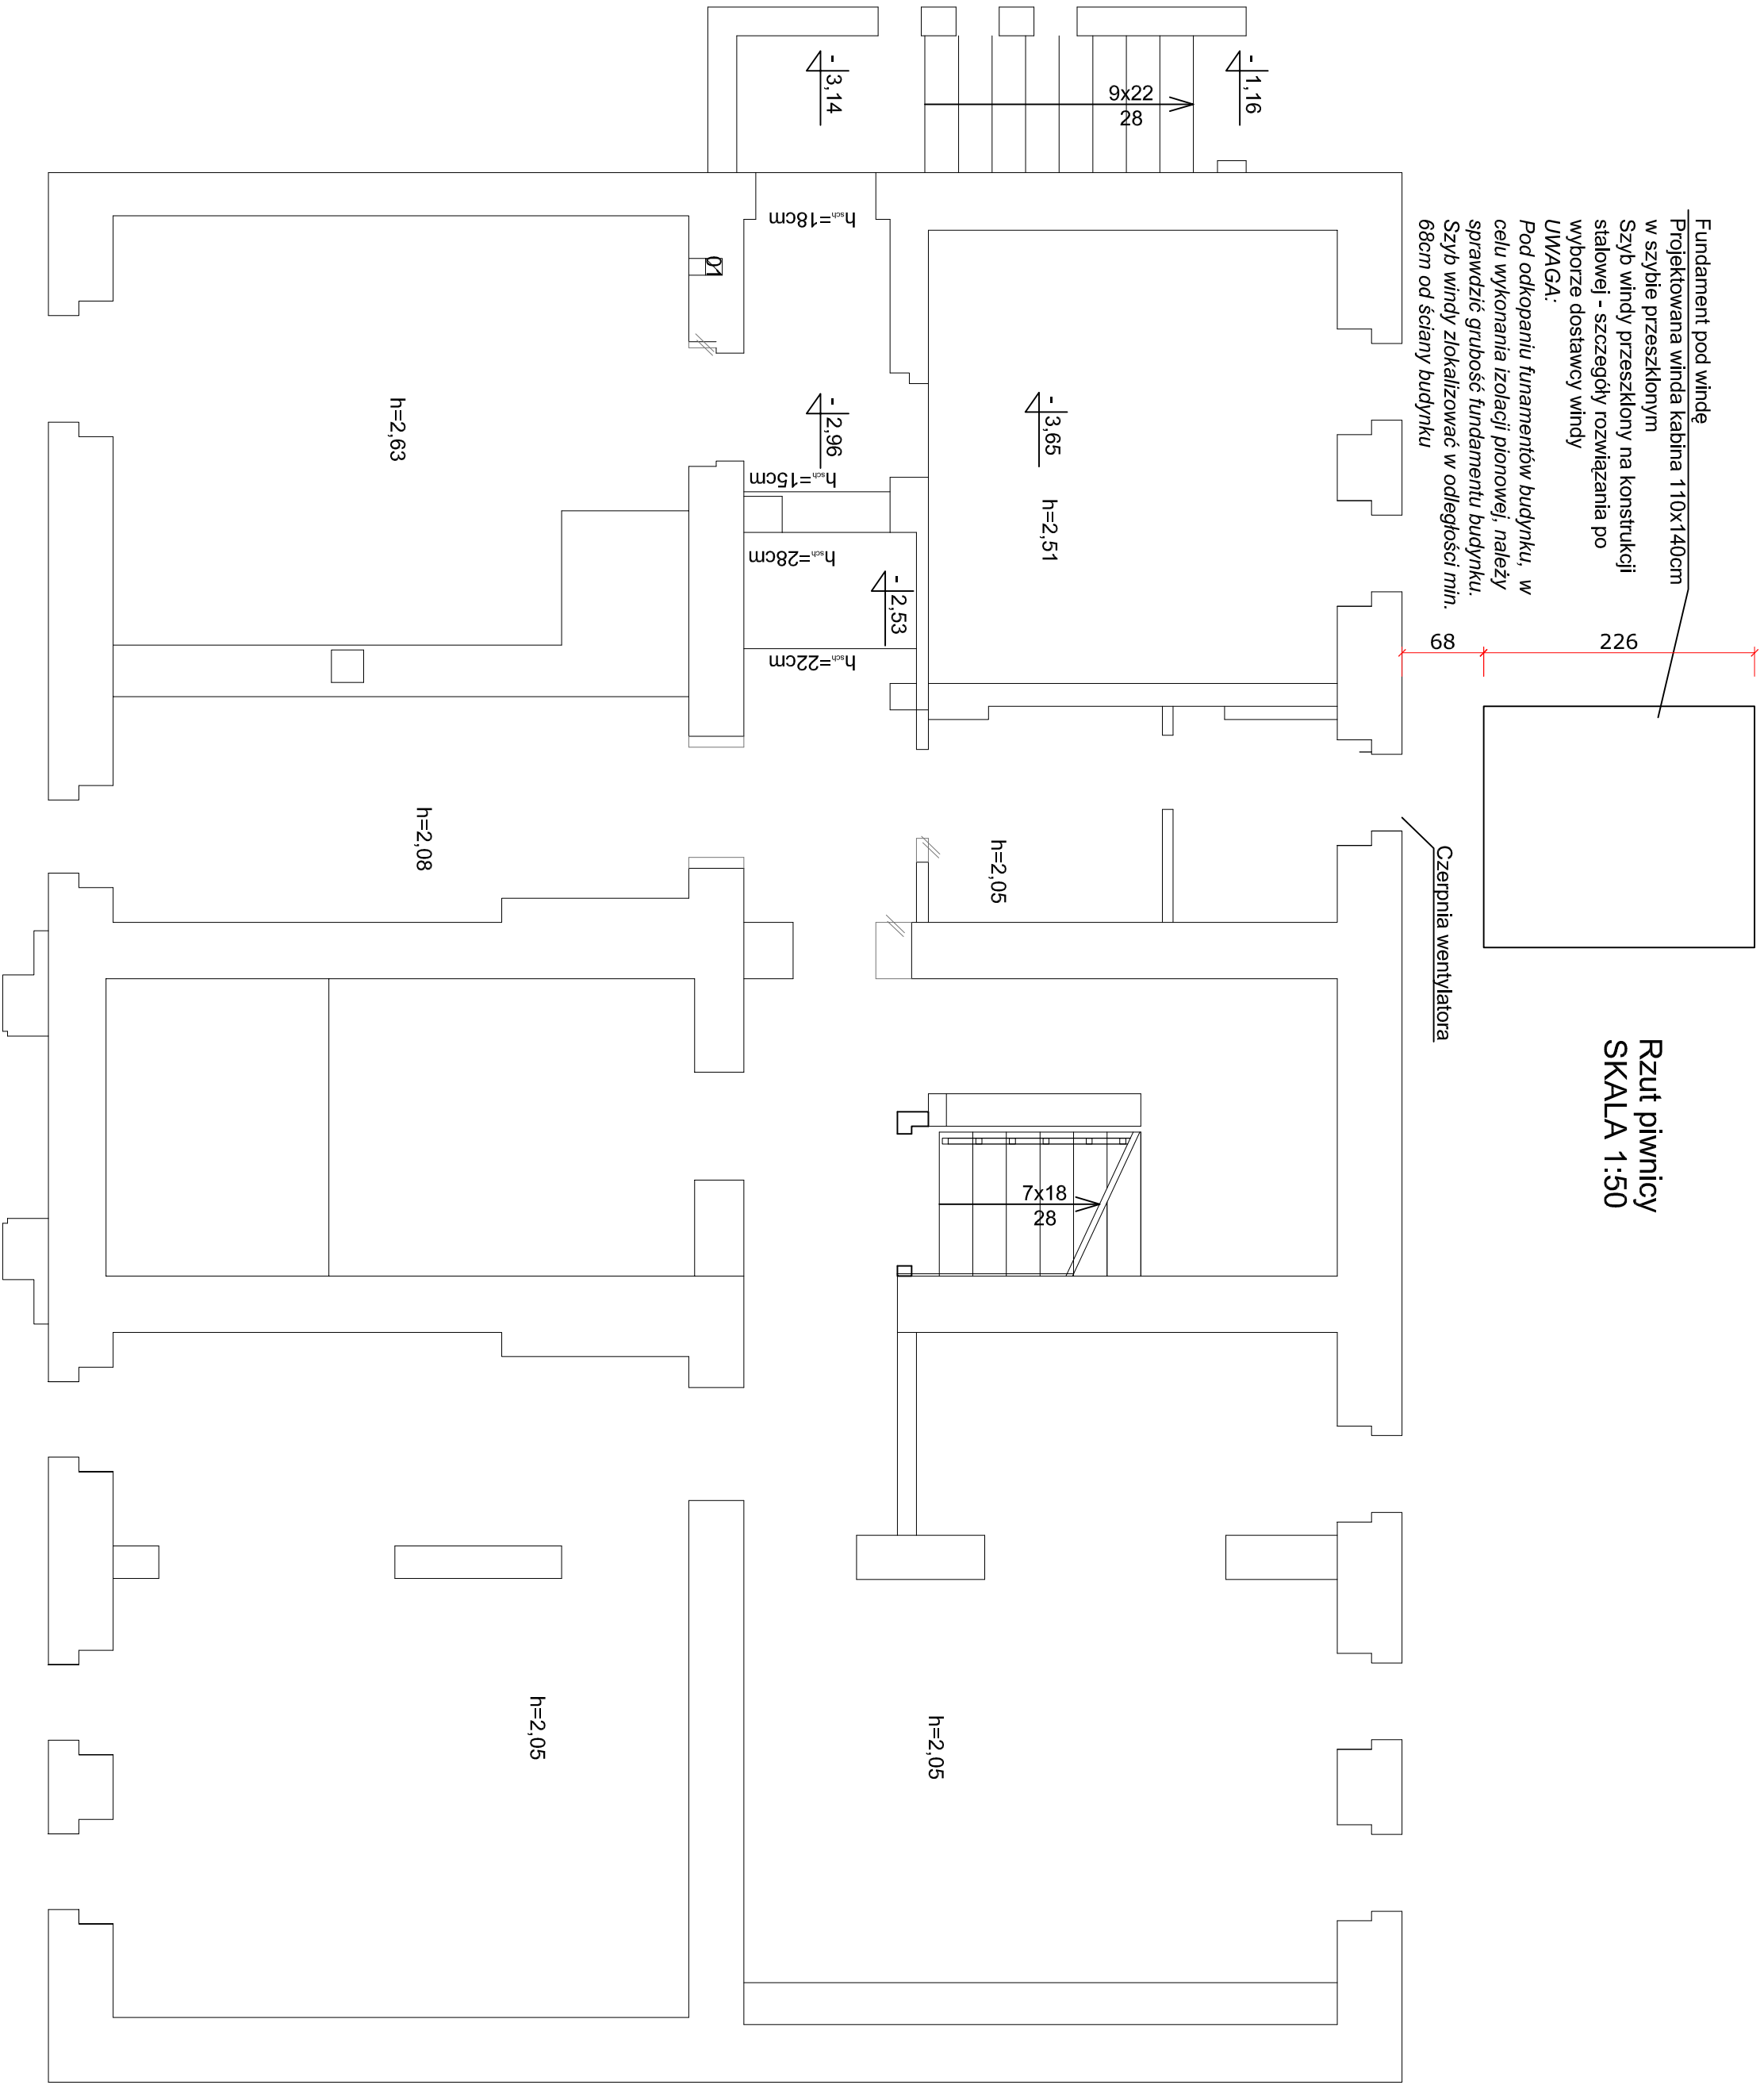 Fundament pod windę
Projektowana winda kabina 110x140cm
w szybie przeszklonym
Szyb windy przeszklony na konstrukcji
stalowej - szczegóły rozwiązania po
wyborze dostawcy windy
UWAGA:
Pod odkopaniu funamentów budynku, w
celu wykonania izolacji pionowej, należy
sprawdzić grubość fundamentu budynku.
Szyb windy zlokalizować w odległości min.
68cm od ściany budynku
Rzut piwnicy
SKALA 1:50
226
68
Czerpnia wentylatora
- 1,16
9x22
28
- 3,14
hsch=18cm
01
h=2,63
- 2,96
- 3,65
hsch=15cm
h=2,51
hsch=28cm
- 2,53
hsch=22cm
h=2,08
h=2,05
7x18
28
h=2,05
h=2,05